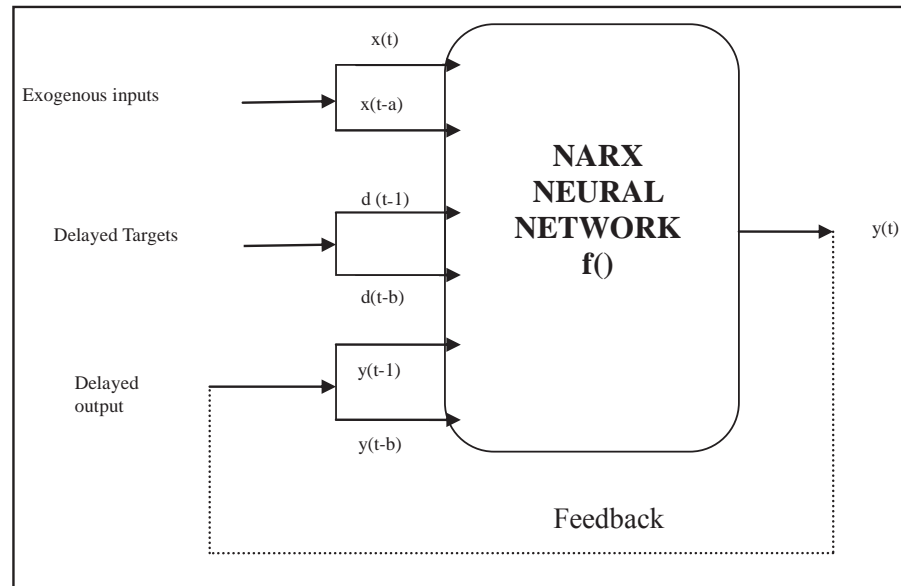 x(t)
Exogenous inputs
x(t-a)
NARX
NEURAL
NETWORK
f()
d (t-1)
Delayed Targets
d(t-b)
y(t)
y(t-1)
Delayed
output
y(t-b)
Feedback